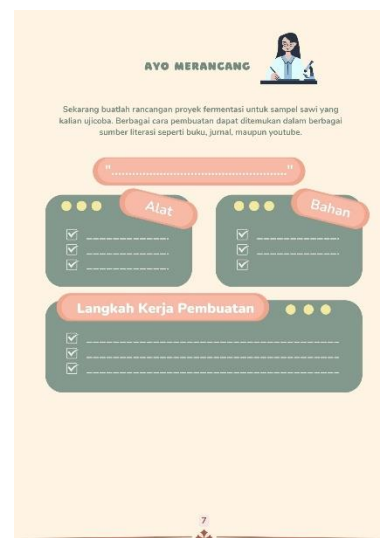 AYO MERANCANG
Sekarang buatlah rancangan proyek fermentasi untuk sampel sawi yang
kalian ujicoba. Berbagai cara pembuatan dapat ditemukan dalam berbagai
sumber literasi seperti buku, jurnal, maupun youtube.
"......................................................"
Alat
Bahan
Langkah Kerja Pembuatan
7